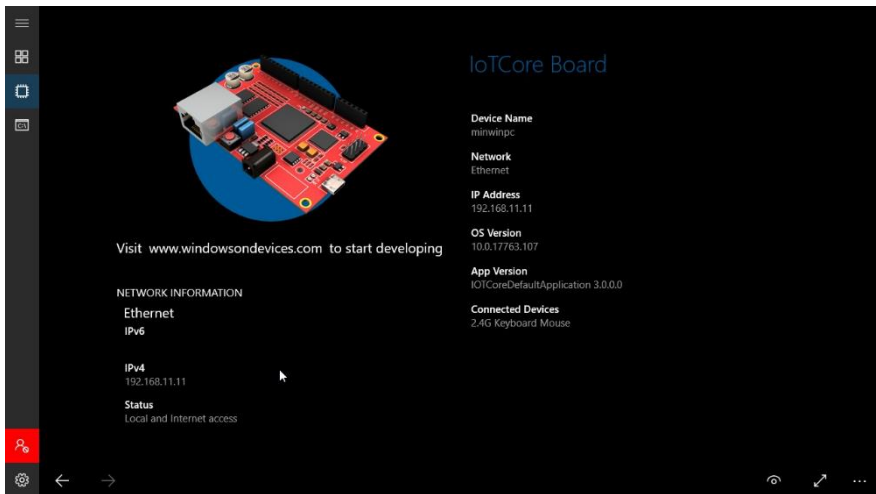 IoTCore Board
Device Name
minwinpc
Network
Ethernet
IP Address
192.168.11.11
OS Version
10.0.17763.107
App Version
IOTCoreDefaultApplication 3.0.0.0
Connected Devices
2.4G Keyboard Mouse
Visit www.windowsondevices.com to start developing
NETWORK INFORMATION
Ethernet
IPv6
IPv4
192.168.11.11
Status
Local and Internet access